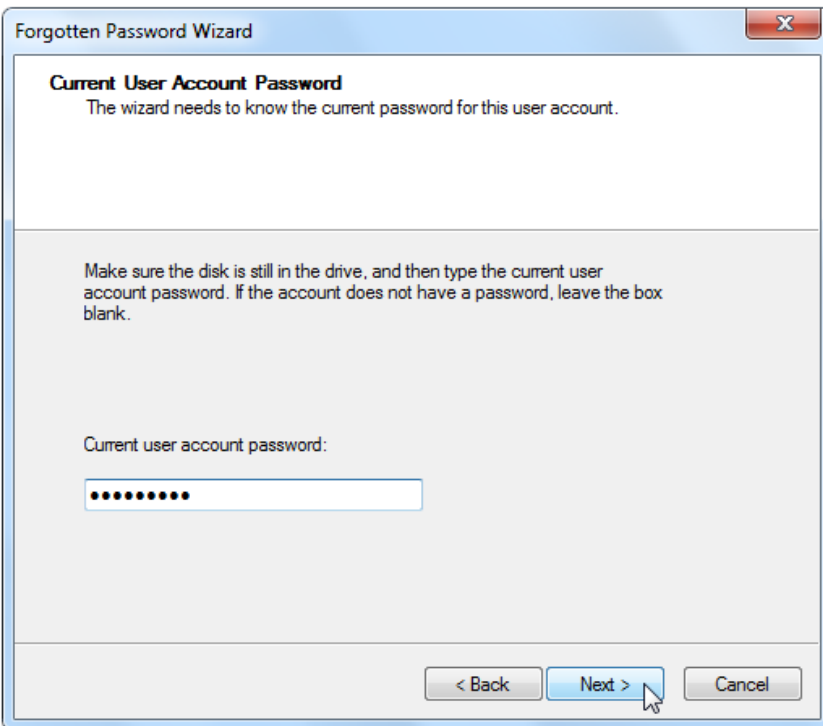 Forgotten Password Wizard
Current User Account Password
The wizard needs to know the current password for this user account.
Make sure the disk is still in the drive, and then type the current user
account password. If the account does not have a password, leave the box
blank.
Current user account password:
•••••••••
< Back Next > Cancel